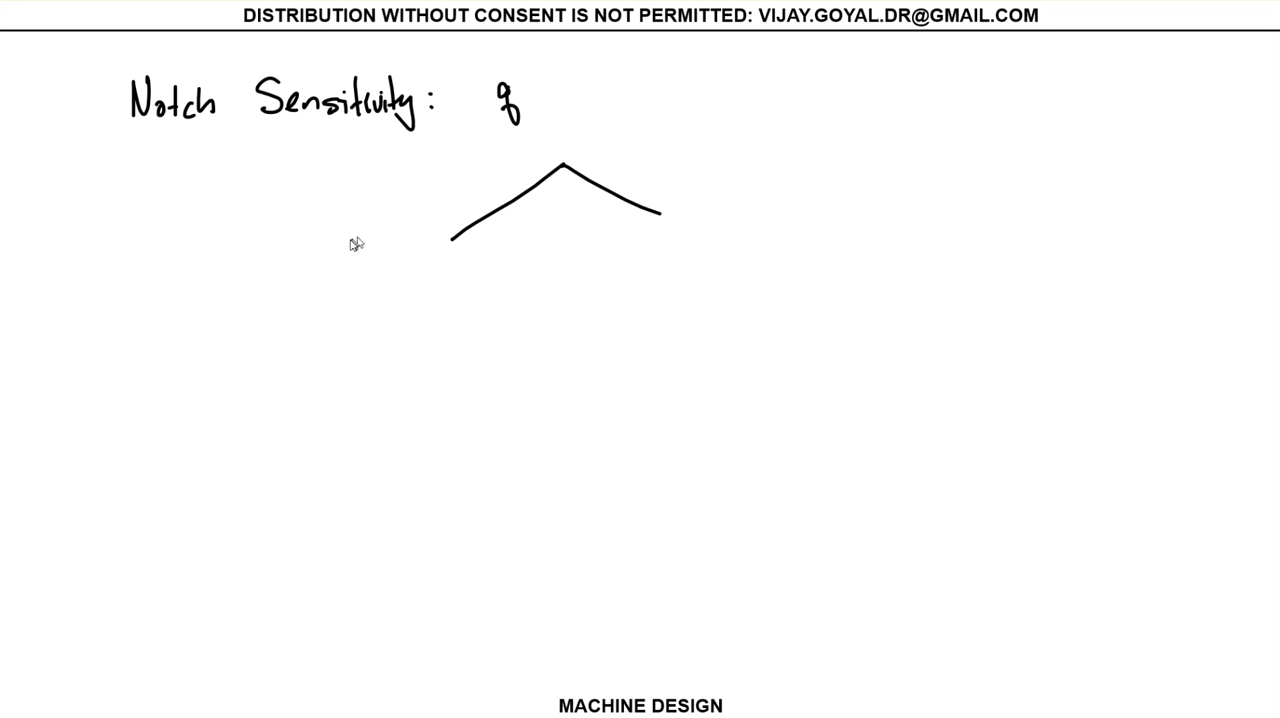 DISTRIBUTION WITHOUT CONSENT IS NOT PERMITTED: VIJAY.GOYAL.DR@GMAIL.COM
Notch Sensitivity: q
MACHINE DESIGN